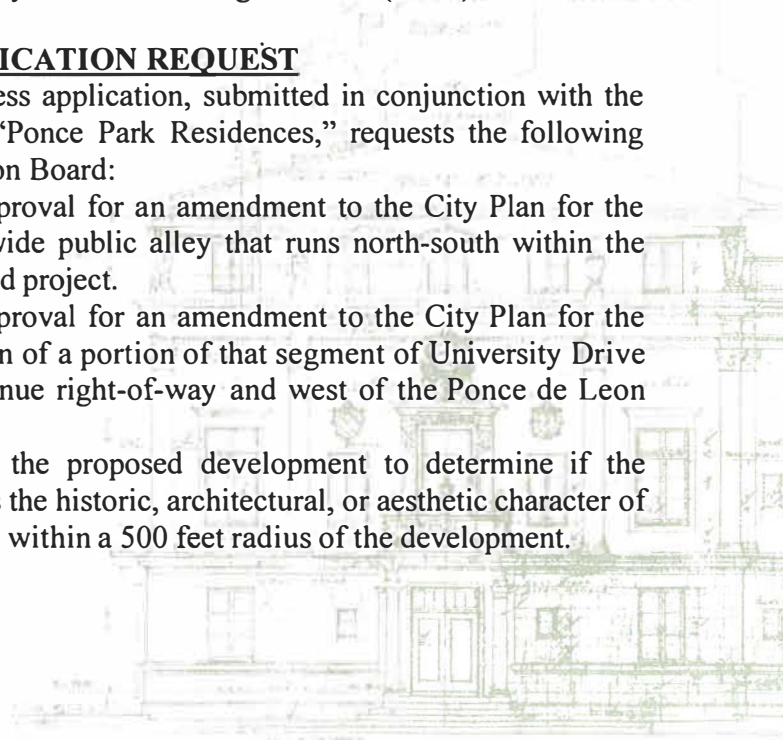 ICATION REQUEST
ess application, submitted in conjunction with the
“Ponce Park Residences,” requests the following
on Board:
proval for an amendment to the City Plan for the
wide public alley that runs north-south within the
d project.
proval for an amendment to the City Plan for the
n of a portion of that segment of University Drive
nue right-of-way and west of the Ponce de Leon
the proposed development to determine if the
s the historic, architectural, or aesthetic character of
within a 500 feet radius of the development.